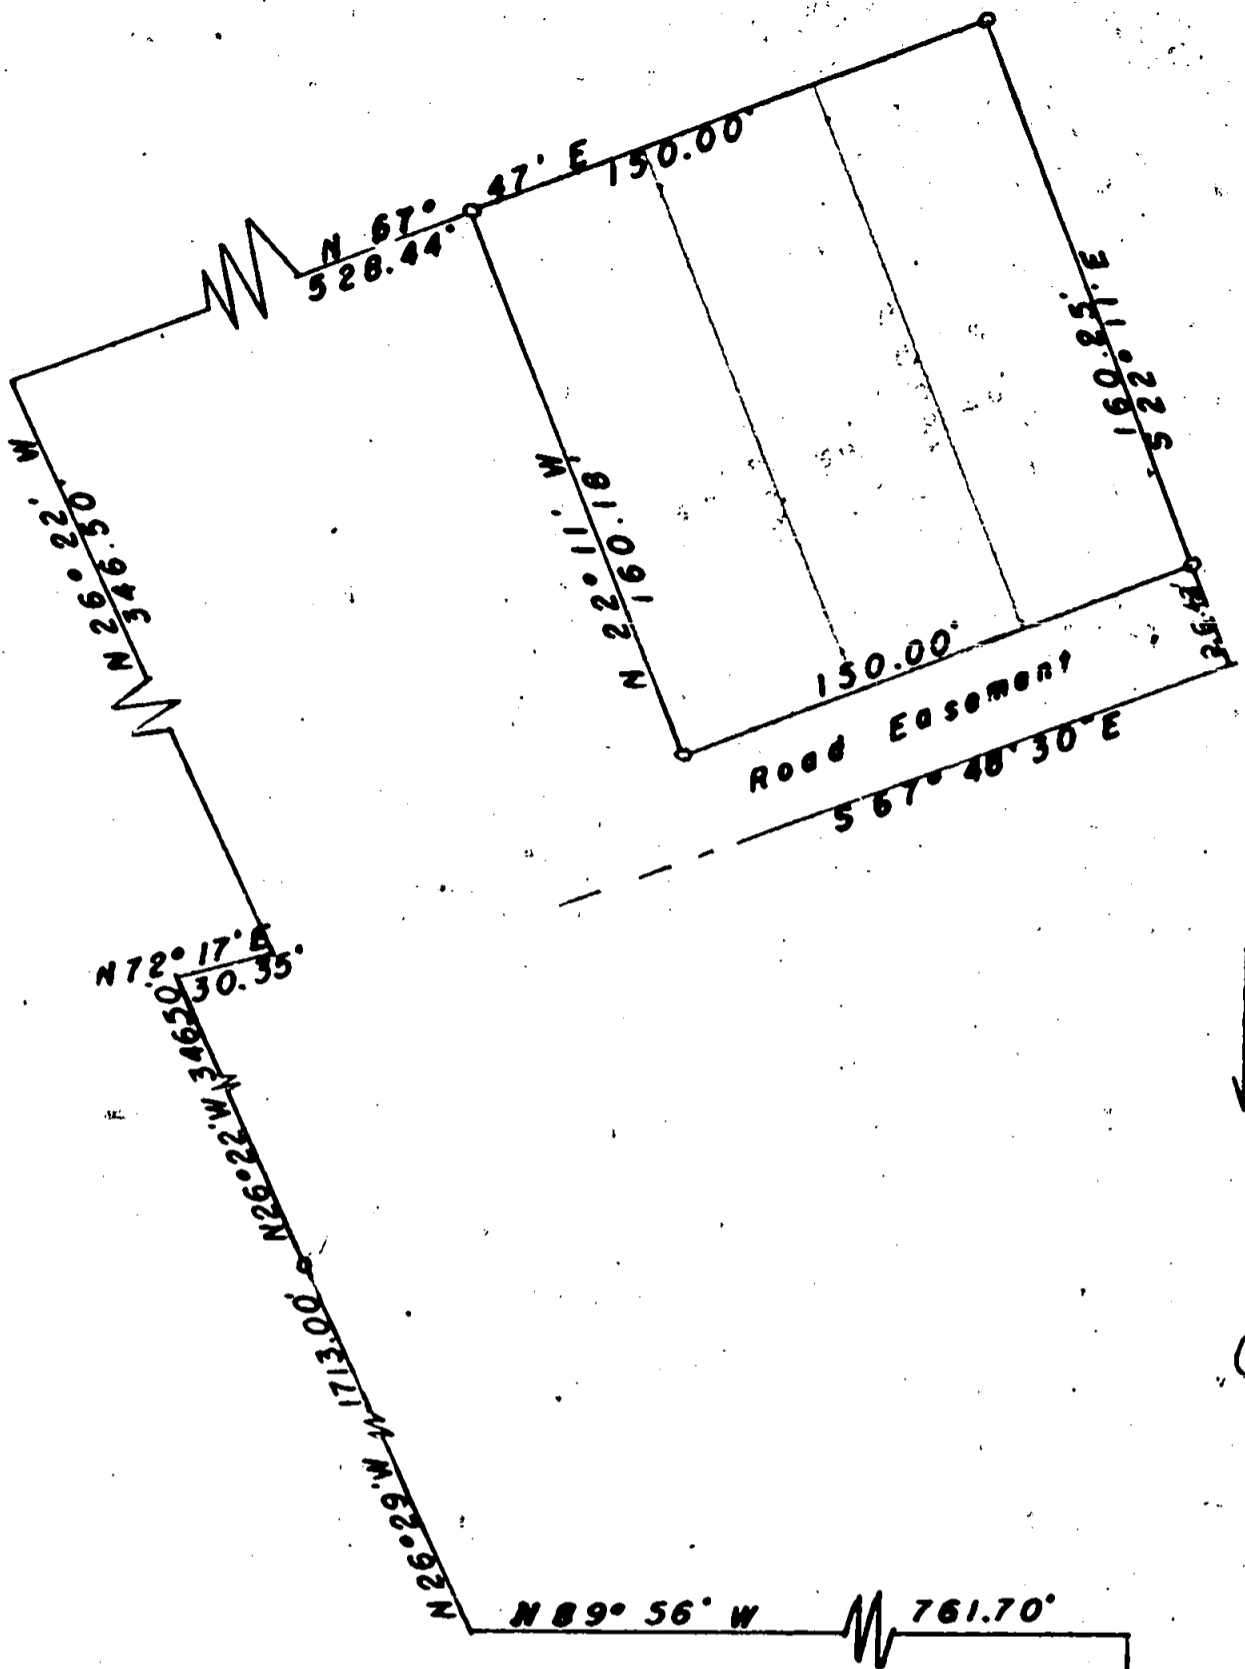 N 67° 47' E
528.44'
150.00'
N 26° 22' W
346.50'
N 22° 11' W
160.18'
160.25'
S 22° 11' E
150.00'
Road Easement
S 67° 48' 30" E
N 72° 17' E
30.35'
N26°22'W 346.50'
N26°29'W 1713.00'
N 89° 56' W 761.70'